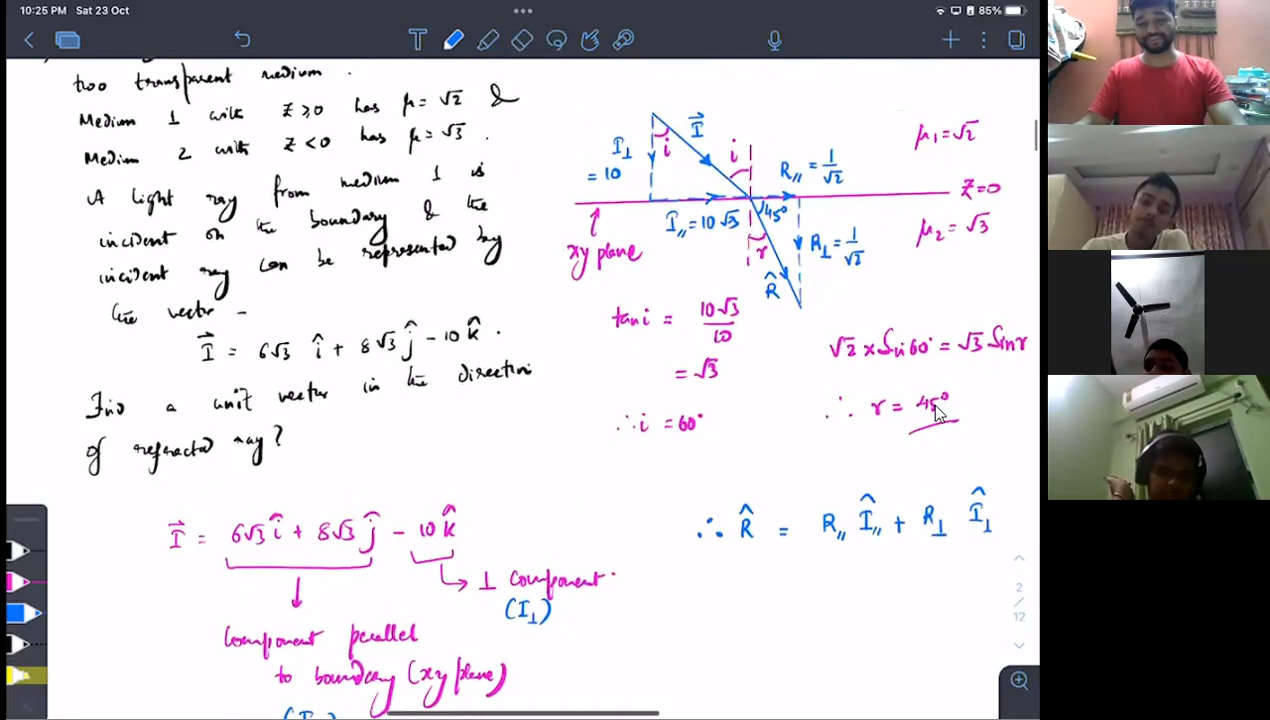 10:25 PM Sat 23 Oct
85%
two transparent medium.
Medium 1 with z ≥ 0 has μ = √2 &
Medium 2 with z < 0 has μ = √3.
A light ray from medium 1 is
incident on the boundary & the
incident ray can be represented by
the vector -
I⃗ = 6√3 î + 8√3 ĵ - 10 k̂.
Find a unit vector in the direction
of refracted ray?
I⊥ = 10
i
I⃗
i
R// = 1/√2
μ1 = √2
z=0
I// = 10√3
45°
xy plane
r
R⊥ = 1/√2
μ2 = √3
R̂
tan i = 10√3/10
= √3
∴ i = 60°
√2 x Sin 60° = √3 Sin r
∴ r = 45°
I⃗ = 6√3 î + 8√3 ĵ - 10 k̂
⊥ component.
(I⊥)
Component parallel
to boundary (xy plane)
∴ R̂ = R// Î// + R⊥ Î⊥
2
/
12